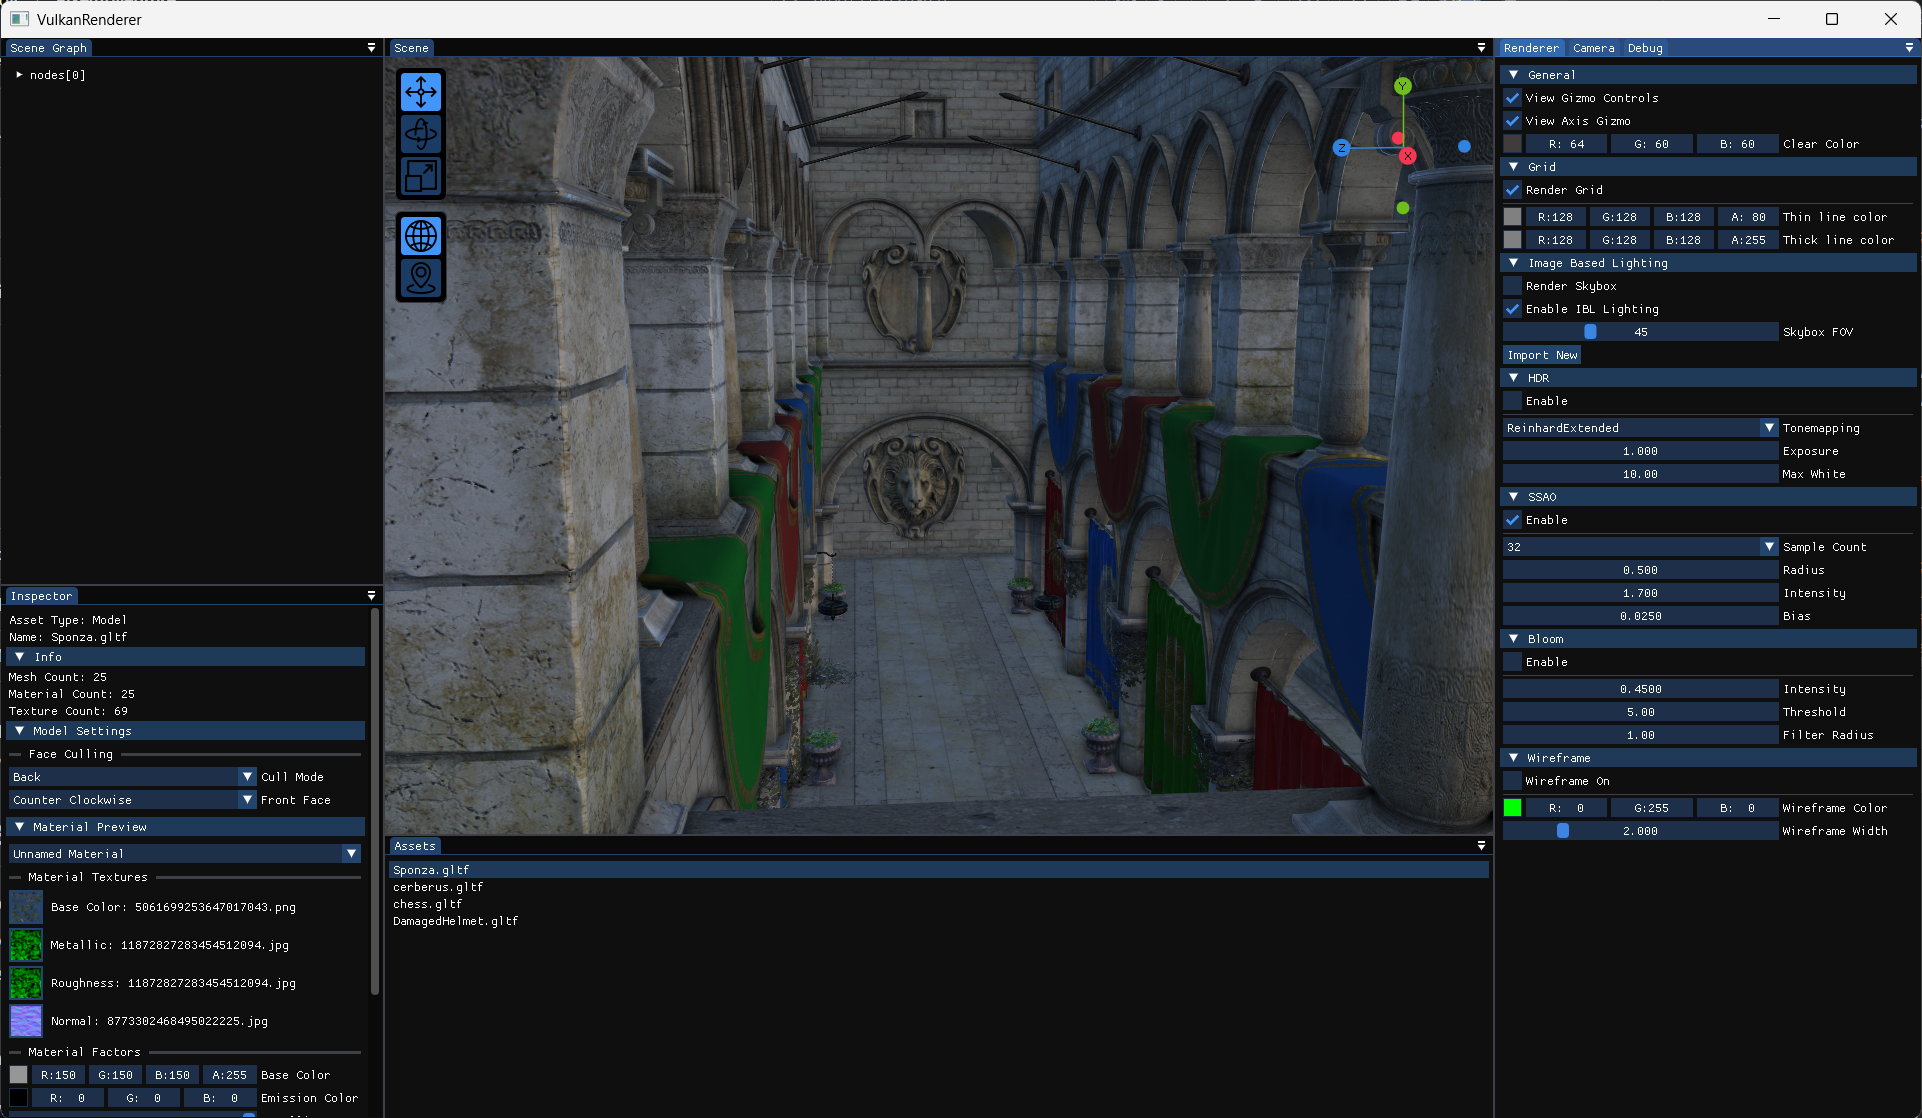 VulkanRenderer
Scene Graph
nodes[0]
Scene
Y
Z
X
Renderer Camera Debug
General
View Gizmo Controls
View Axis Gizmo
R: 64 G: 60 B: 60 Clear Color
Grid
Render Grid
R:128 G:128 B:128 A: 80 Thin line color
R:128 G:128 B:128 A:255 Thick line color
Image Based Lighting
Render Skybox
Enable IBL Lighting
45 Skybox FOV
Import New
HDR
Enable
ReinhardExtended Tonemapping
1.000 Exposure
10.00 Max White
SSAO
Enable
32 Sample Count
0.500 Radius
1.700 Intensity
0.0250 Bias
Bloom
Enable
0.4500 Intensity
5.00 Threshold
1.00 Filter Radius
Wireframe
Wireframe On
R: 0 G:255 B: 0 Wireframe Color
2.000 Wireframe Width
Inspector
Asset Type: Model
Name: Sponza.gltf
Info
Mesh Count: 25
Material Count: 25
Texture Count: 69
Model Settings
Face Culling
Back Cull Mode
Counter Clockwise Front Face
Material Preview
Unnamed Material
Material Textures
Base Color: 5061699253647017043.png
Metallic: 11872827283454512094.jpg
Roughness: 11872827283454512094.jpg
Normal: 8773302468495022225.jpg
Material Factors
R:150 G:150 B:150 A:255 Base Color
R: 0 G: 0 B: 0 Emission Color
Assets
Sponza.gltf
cerberus.gltf
chess.gltf
DamagedHelmet.gltf